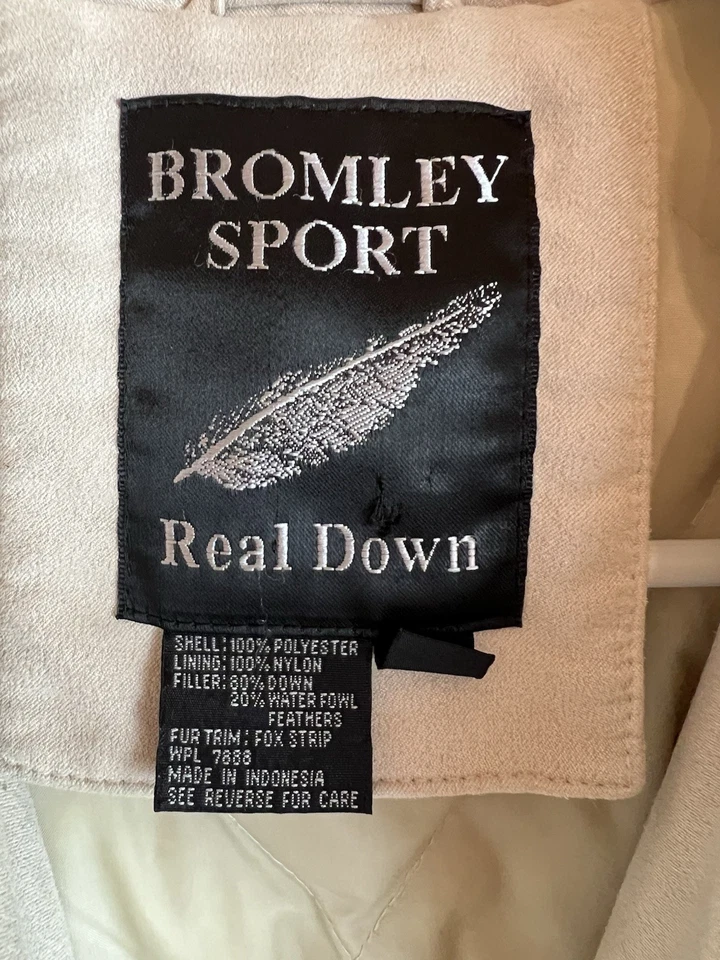 BROMLEY
SPORT
Real Down
SHELL: 100% POLYESTER
LINING: 100% NYLON
FILLER: 80% DOWN
20% WATER FOWL
FEATHERS
FUR TRIM: FOX STRIP
WPL 7888
MADE IN INDONESIA
SEE REVERSE FOR CARE